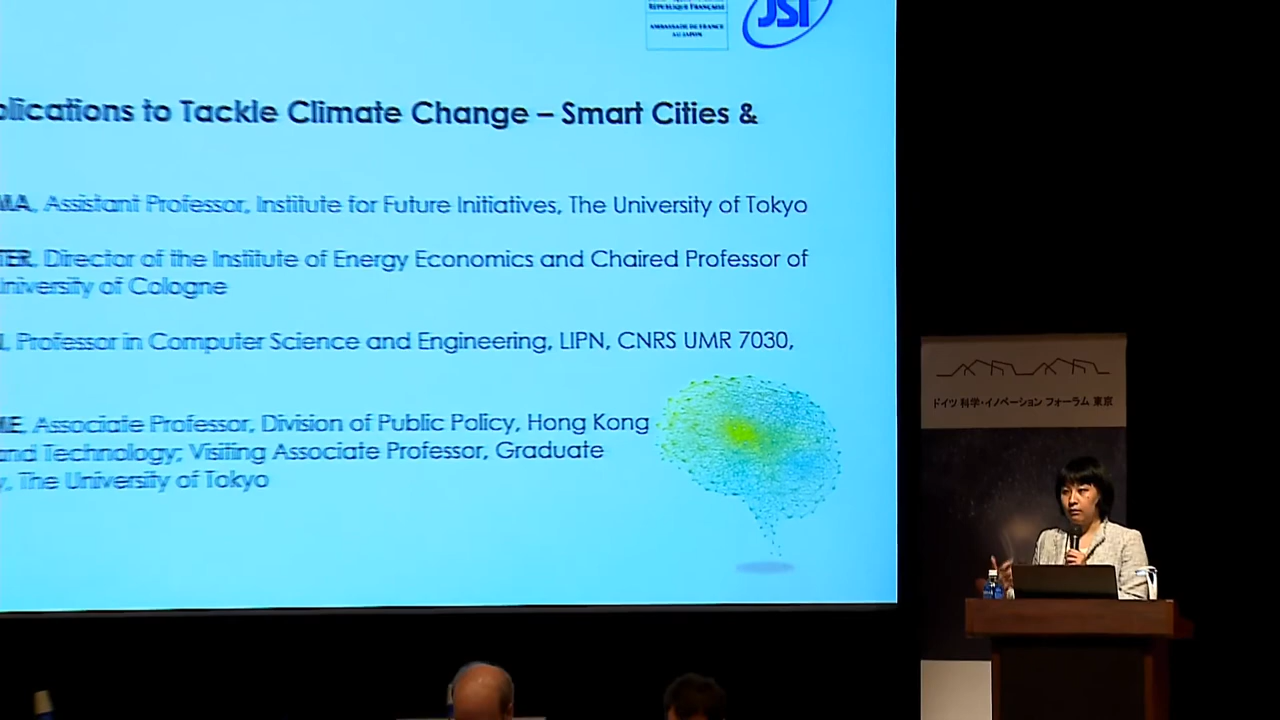 RÉPUBLIQUE FRANÇAISE
AMBASSADE DE FRANCE
AU JAPON
JST
plications to Tackle Climate Change – Smart Cities &
MA, Assistant Professor, Institute for Future Initiatives, The University of Tokyo
TER, Director of the Institute of Energy Economics and Chaired Professor of
University of Cologne
I, Professor in Computer Science and Engineering, LIPN, CNRS UMR 7030,
ME, Associate Professor, Division of Public Policy, Hong Kong
and Technology; Visiting Associate Professor, Graduate
y, The University of Tokyo
ドイツ 科学・イノベーション フォーラム 東京